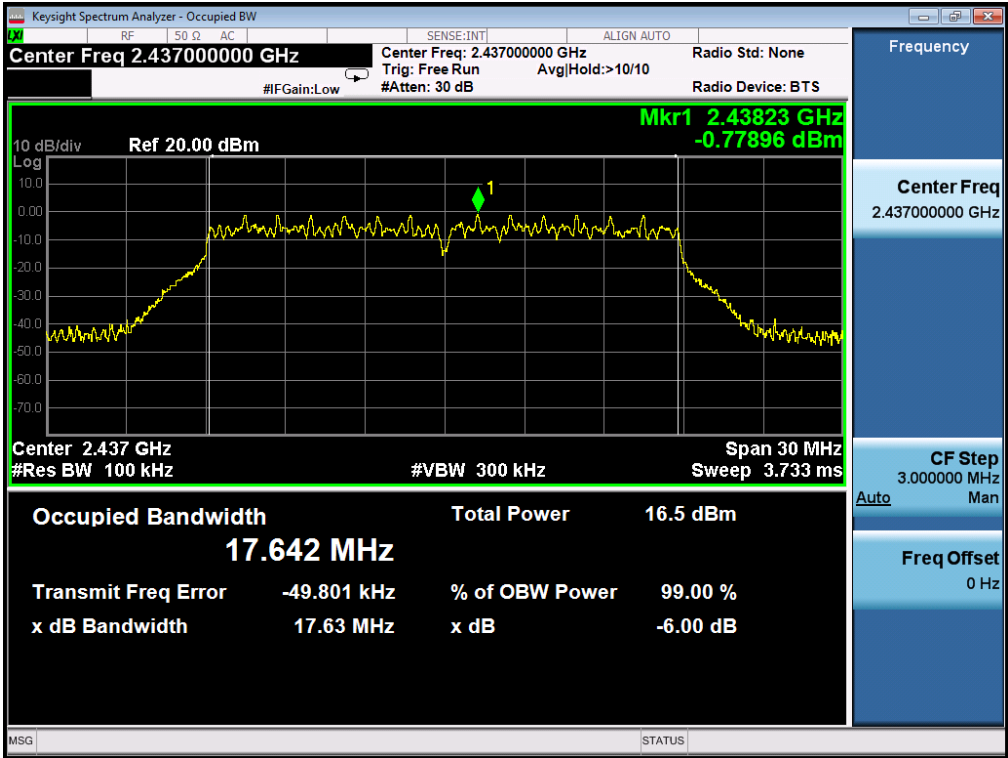 Keysight Spectrum Analyzer - Occupied BW
LXI RF 50 Ω AC SENSE:INT ALIGN AUTO
Center Freq 2.437000000 GHz
Center Freq: 2.437000000 GHz Radio Std: None
Trig: Free Run Avg|Hold:>10/10
#IFGain:Low #Atten: 30 dB Radio Device: BTS
Mkr1 2.43823 GHz
-0.77896 dBm
10 dB/div Ref 20.00 dBm
Log
10.0
1
0.00
-10.0
-20.0
-30.0
-40.0
-50.0
-60.0
-70.0
Center 2.437 GHz Span 30 MHz
#Res BW 100 kHz #VBW 300 kHz Sweep 3.733 ms
Occupied Bandwidth Total Power 16.5 dBm
17.642 MHz
Transmit Freq Error -49.801 kHz % of OBW Power 99.00 %
x dB Bandwidth 17.63 MHz x dB -6.00 dB
Frequency
Center Freq
2.437000000 GHz
CF Step
3.000000 MHz
Auto Man
Freq Offset
0 Hz
MSG STATUS